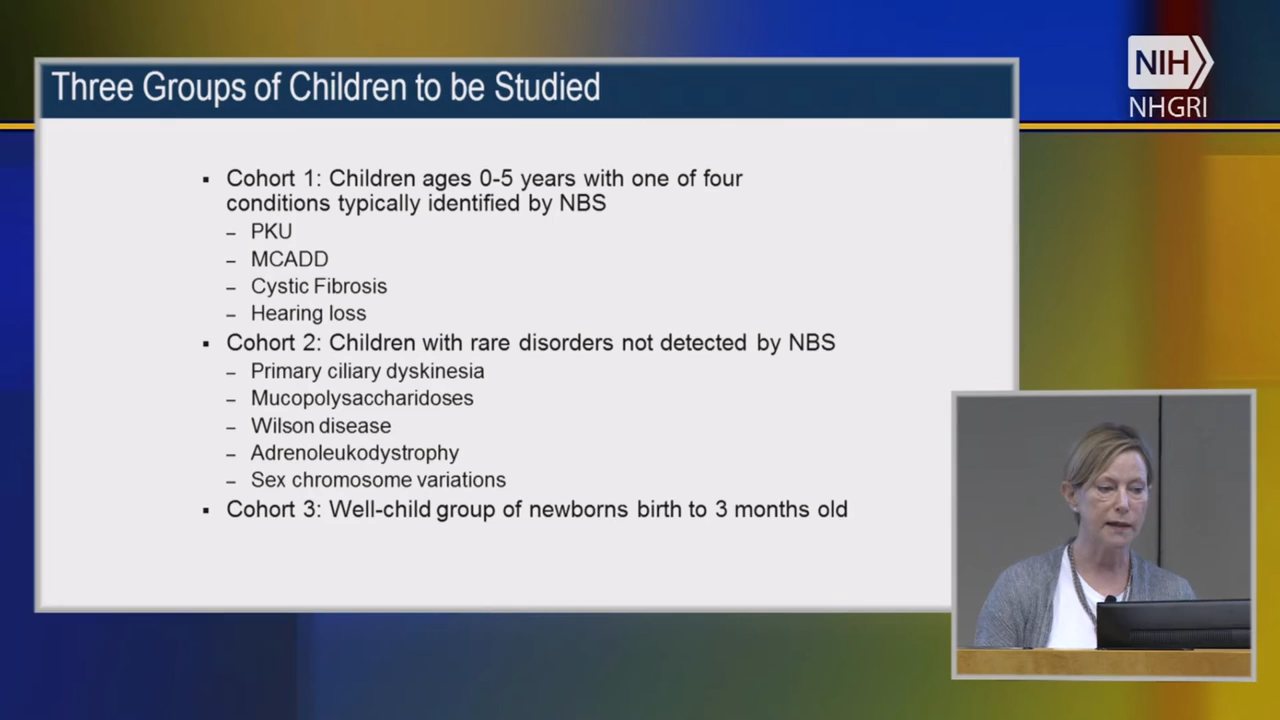 Three Groups of Children to be Studied
NIH
NHGRI
▪ Cohort 1: Children ages 0-5 years with one of four
conditions typically identified by NBS
– PKU
– MCADD
– Cystic Fibrosis
– Hearing loss
▪ Cohort 2: Children with rare disorders not detected by NBS
– Primary ciliary dyskinesia
– Mucopolysaccharidoses
– Wilson disease
– Adrenoleukodystrophy
– Sex chromosome variations
▪ Cohort 3: Well-child group of newborns birth to 3 months old